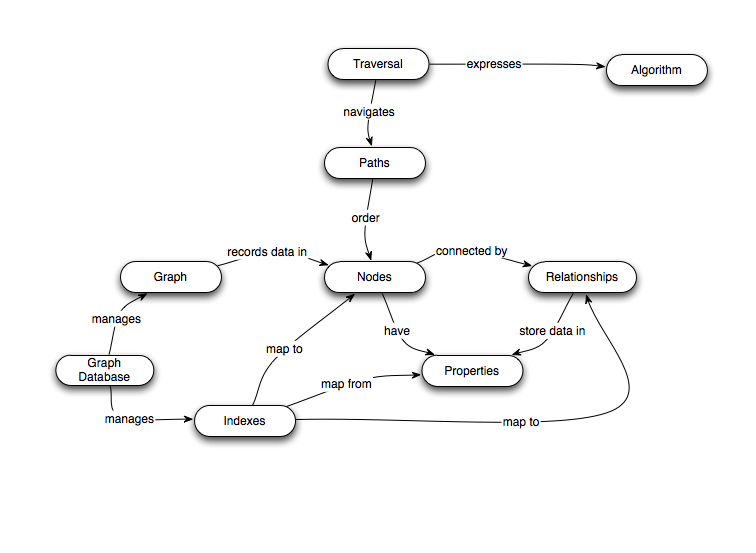 Traversal
expresses
Algorithm
navigates
Paths
order
records data in
connected by
Graph
Nodes
Relationships
manages
have
store data in
map to
Graph
Database
map from
Properties
manages
Indexes
map to